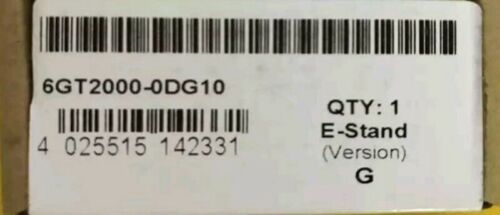 6GT2000-0DG10
4 025515 142331
QTY: 1
E-Stand
(Version)
G